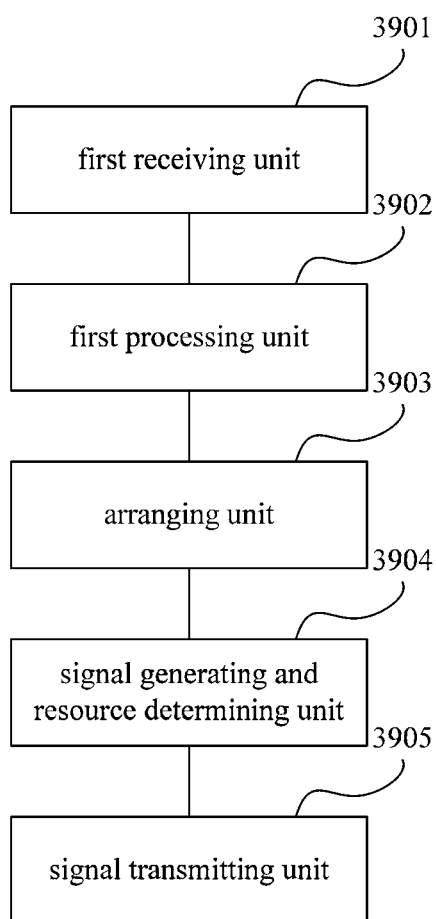 3901
first receiving unit
3902
first processing unit
3903
arranging unit
3904
signal generating and
resource determining unit
3905
signal transmitting unit